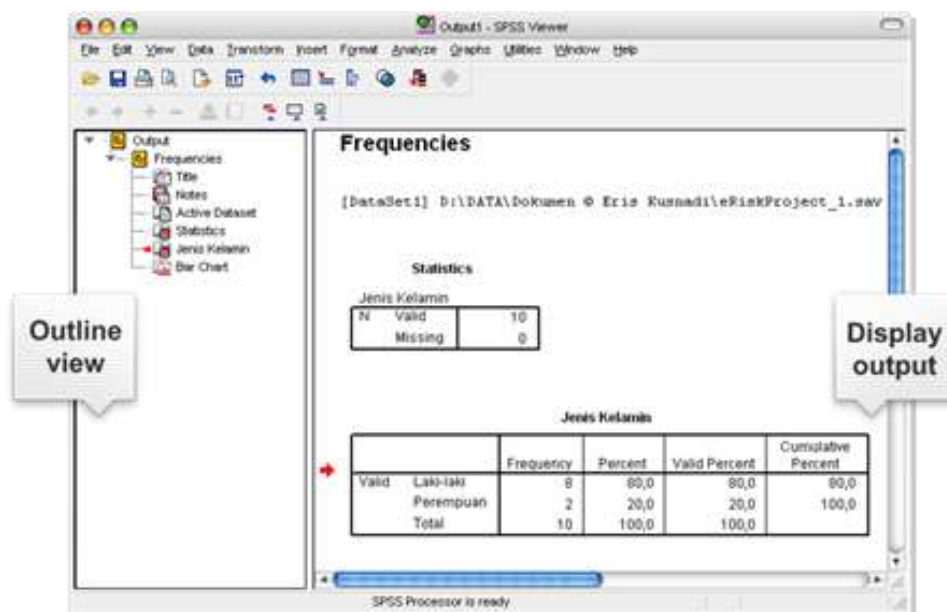 Output1 - SPSS Viewer
File Edit View Data Transform Insert Format Analyze Graphs Utilities Window Help
Output
Frequencies
Title
Notes
Active Dataset
Statistics
Jenis Kelamin
Bar Chart
Outline view
Frequencies
[DataSet1] D:\DATA\Dokumen © Eris Kusnadi\eRiskProject_1.sav
Statistics
Jenis Kelamin
N Valid 10
Missing 0
Display output
Jenis Kelamin
Frequency Percent Valid Percent Cumulative Percent
Valid Laki-laki 8 80,0 80,0 80,0
Perempuan 2 20,0 20,0 100,0
Total 10 100,0 100,0
SPSS Processor is ready